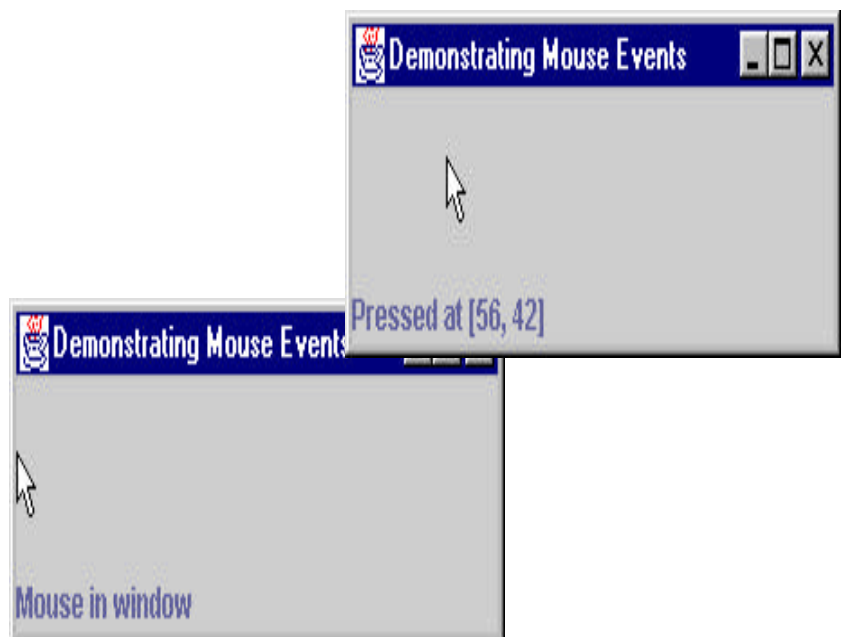 Demonstrating Mouse Events
Pressed at [56, 42]
Demonstrating Mouse Events
Mouse in window